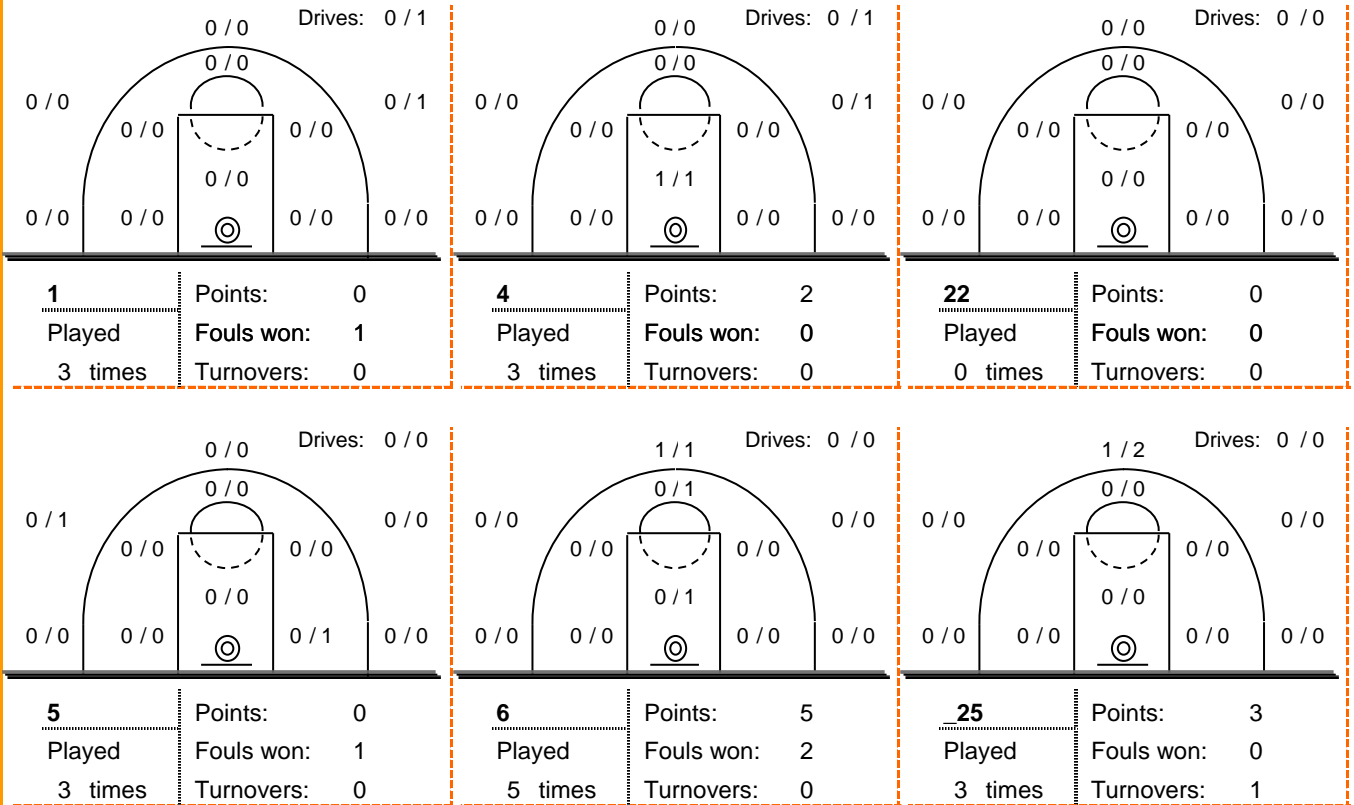 Drives: 0 / 1
0 / 0
0 / 0
0 / 0 0 / 1
0 / 0 0 / 0
0 / 0
0 / 0 0 / 0 0 / 0 0 / 0
1 Points: 0
Played Fouls won: 1
3 times Turnovers: 0
Drives: 0 / 1
0 / 0
0 / 0
0 / 0 0 / 1
0 / 0 0 / 0
1 / 1
0 / 0 0 / 0 0 / 0 0 / 0
4 Points: 2
Played Fouls won: 0
3 times Turnovers: 0
Drives: 0 / 0
0 / 0
0 / 0
0 / 0 0 / 0
0 / 0 0 / 0
0 / 0
0 / 0 0 / 0 0 / 0 0 / 0
22 Points: 0
Played Fouls won: 0
0 times Turnovers: 0
Drives: 0 / 0
0 / 0
0 / 0
0 / 1 0 / 0
0 / 0 0 / 0
0 / 0
0 / 0 0 / 0 0 / 1 0 / 0
5 Points: 0
Played Fouls won: 1
3 times Turnovers: 0
Drives: 0 / 0
1 / 1
0 / 1
0 / 0 0 / 0
0 / 0 0 / 0
0 / 1
0 / 0 0 / 0 0 / 0 0 / 0
6 Points: 5
Played Fouls won: 2
5 times Turnovers: 0
Drives: 0 / 0
1 / 2
0 / 0
0 / 0 0 / 0
0 / 0 0 / 0
0 / 0
0 / 0 0 / 0 0 / 0 0 / 0
_25 Points: 3
Played Fouls won: 0
3 times Turnovers: 1